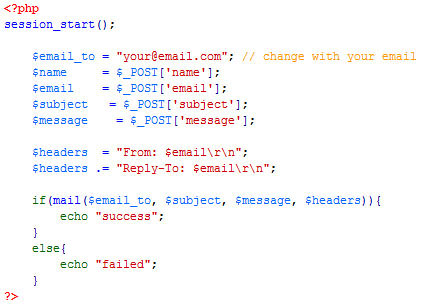 <?php
session_start();
$email_to = "your@email.com"; // change with your email
$name = $_POST['name'];
$email = $_POST['email'];
$subject = $_POST['subject'];
$message = $_POST['message'];
$headers = "From: $email\r\n";
$headers .= "Reply-To: $email\r\n";
if(mail($email_to, $subject, $message, $headers)){
echo "success";
}
else{
echo "failed";
}
?>